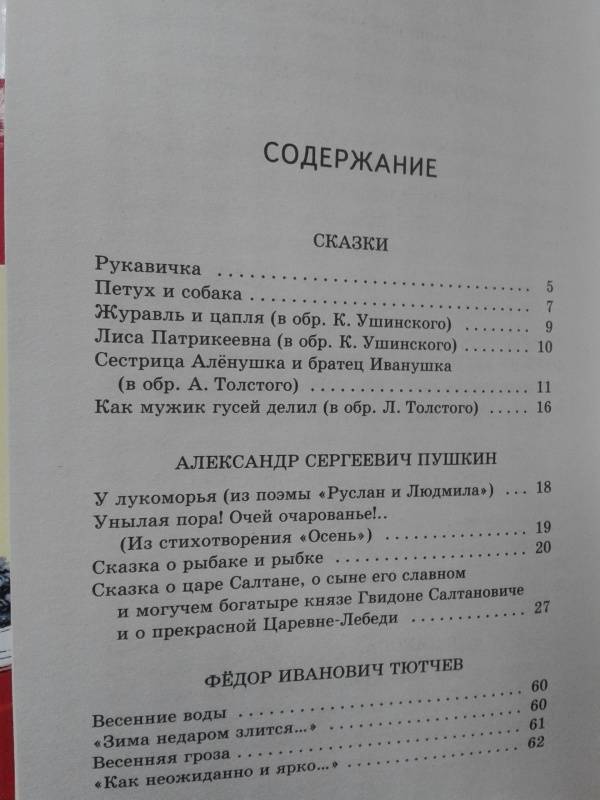 СОДЕРЖАНИЕ
СКАЗКИ
Рукавичка ........................................ 5
Петух и собака .................................. 7
Журавль и цапля (в обр. К. Ушинского) ......... 9
Лиса Патрикеевна (в обр. К. Ушинского) ........ 10
Сестрица Алёнушка и братец Иванушка
(в обр. А. Толстого) ........................ 11
Как мужик гусей делил (в обр. Л. Толстого) ..... 16
АЛЕКСАНДР СЕРГЕЕВИЧ ПУШКИН
У лукоморья (из поэмы «Руслан и Людмила») ... 18
Унылая пора! Очей очарованье!..
(Из стихотворения «Осень») ................. 19
Сказка о рыбаке и рыбке ..................... 20
Сказка о царе Салтане, о сыне его славном
и могучем богатыре князе Гвидоне Салтановиче
и о прекрасной Царевне-Лебеди ............. 27
ФЁДОР ИВАНОВИЧ ТЮТЧЕВ
Весенние воды ................................ 60
«Зима недаром злится...» ..................... 60
Весенняя гроза ............................... 61
«Как неожиданно и ярко...» ................... 62